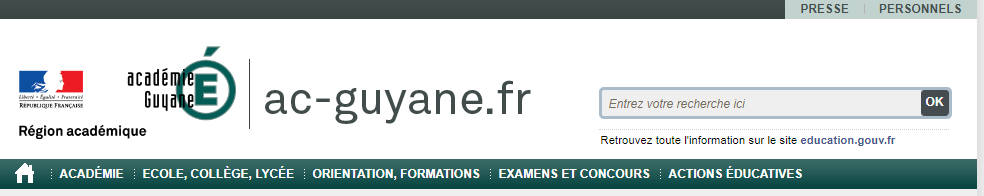 PRESSE PERSONNELS
académie
Guyane
É
Liberté • Égalité • Fraternité
RÉPUBLIQUE FRANÇAISE
Région académique
ac-guyane.fr
Entrez votre recherche ici OK
Retrouvez toute l'information sur le site education.gouv.fr
ACADÉMIE ECOLE, COLLÈGE, LYCÉE ORIENTATION, FORMATIONS EXAMENS ET CONCOURS ACTIONS ÉDUCATIVES